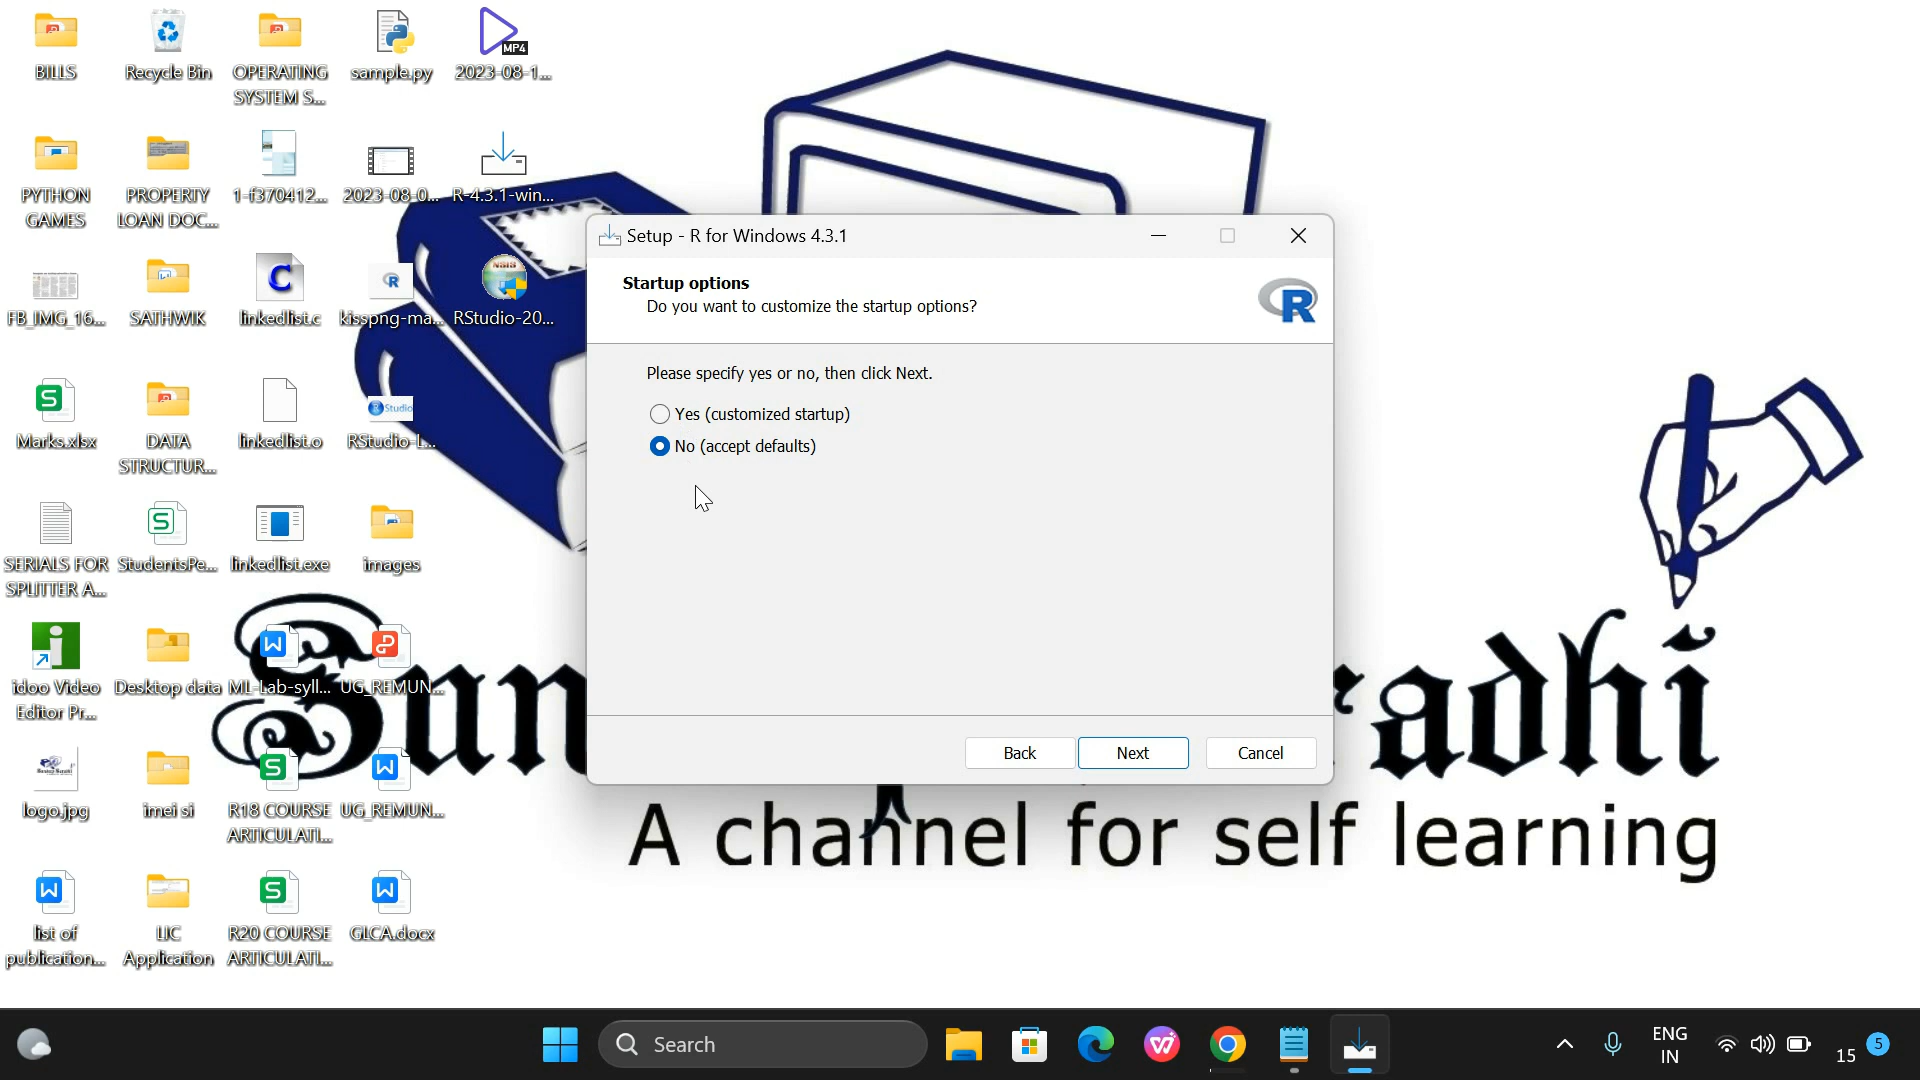 BILLS
Recycle Bin
OPERATING
SYSTEM S...
sample.py
MP4
2023-08-1...
PYTHON
GAMES
PROPERTY
LOAN DOC...
1-f370412...
2023-08-0...
R-4.3.1-win...
FB_IMG_16...
SATHWIK
C
linkedlist.c
R
kisspng-ma...
NSIS
RStudio-20...
S
Marks.xlsx
DATA
STRUCTUR...
linkedlist.o
R Studio
RStudio-L...
SERIALS FOR
SPLITTER A...
S
StudentsPe...
linkedlist.exe
images
idoo Video
Editor Pr...
Desktop data
W
ML-Lab-syll...
P
UG_REMUN...
logo.jpg
imei si
S
R18 COURSE
ARTICULATI...
W
UG_REMUN...
W
list of
publication...
LIC
Application
S
R20 COURSE
ARTICULATI...
W
GLCA.docx
Setup - R for Windows 4.3.1
Startup options
Do you want to customize the startup options?
R
Please specify yes or no, then click Next.
Yes (customized startup)
No (accept defaults)
Back
Next
Cancel
A channel for self learning
Search
ENG
IN
15
5